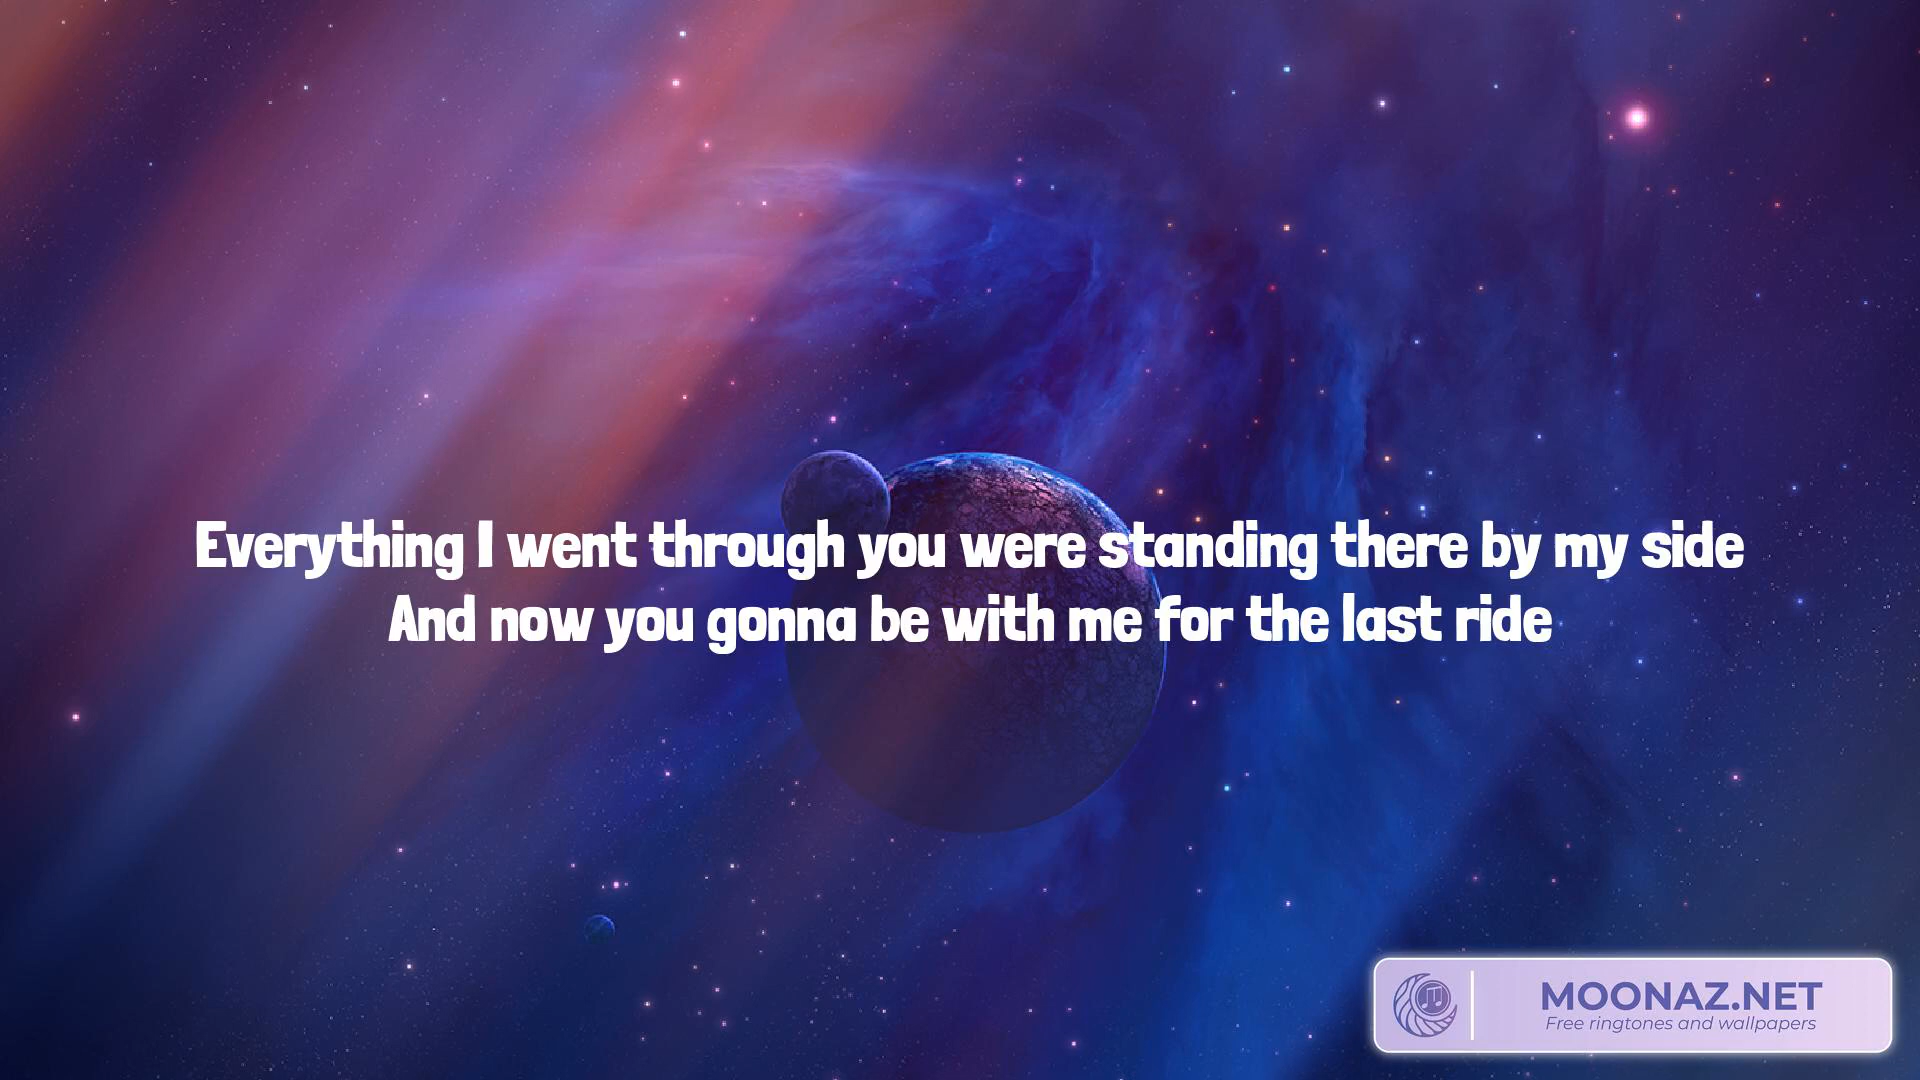 Everything I went through you were standing there by my side
And now you gonna be with me for the last ride
MOONAZ.NET
Free ringtones and wallpapers